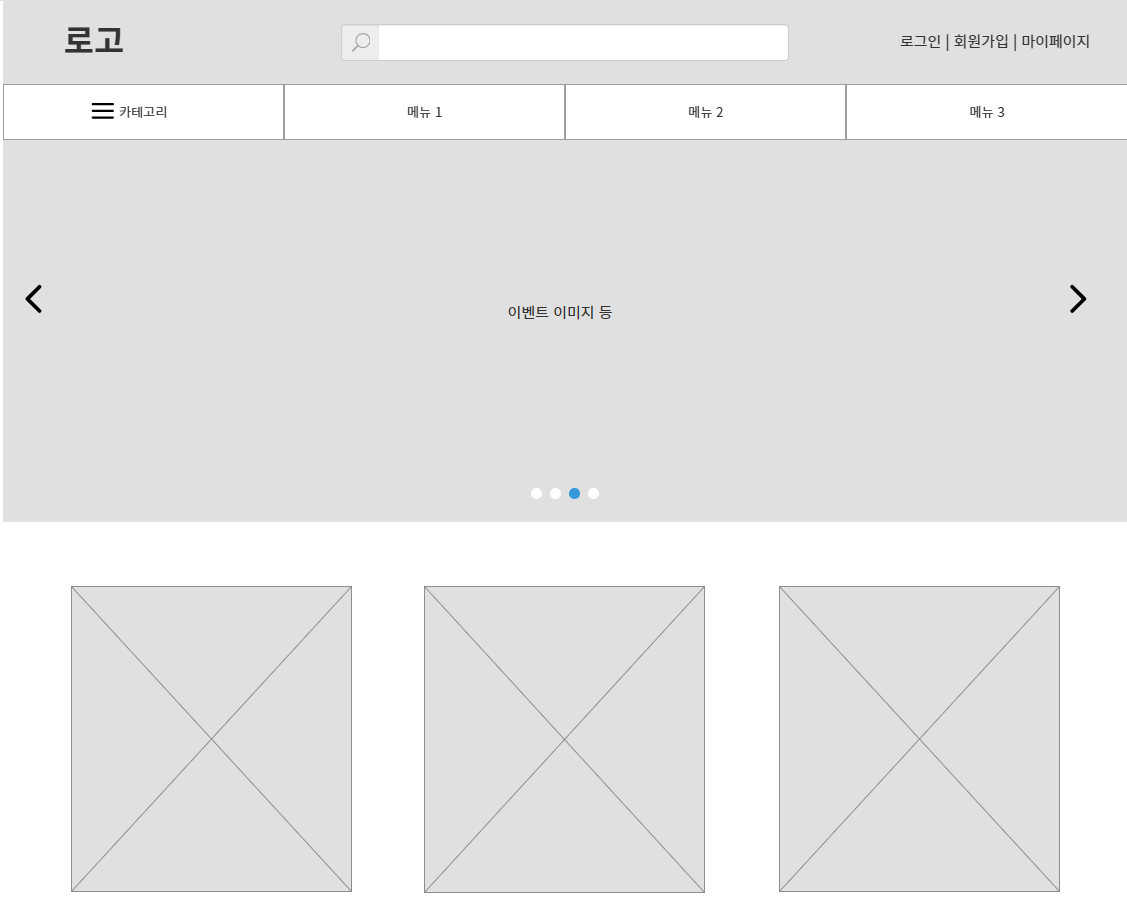 로고
로그인 | 회원가입 | 마이페이지
카테고리
메뉴 1
메뉴 2
메뉴 3
이벤트 이미지 등